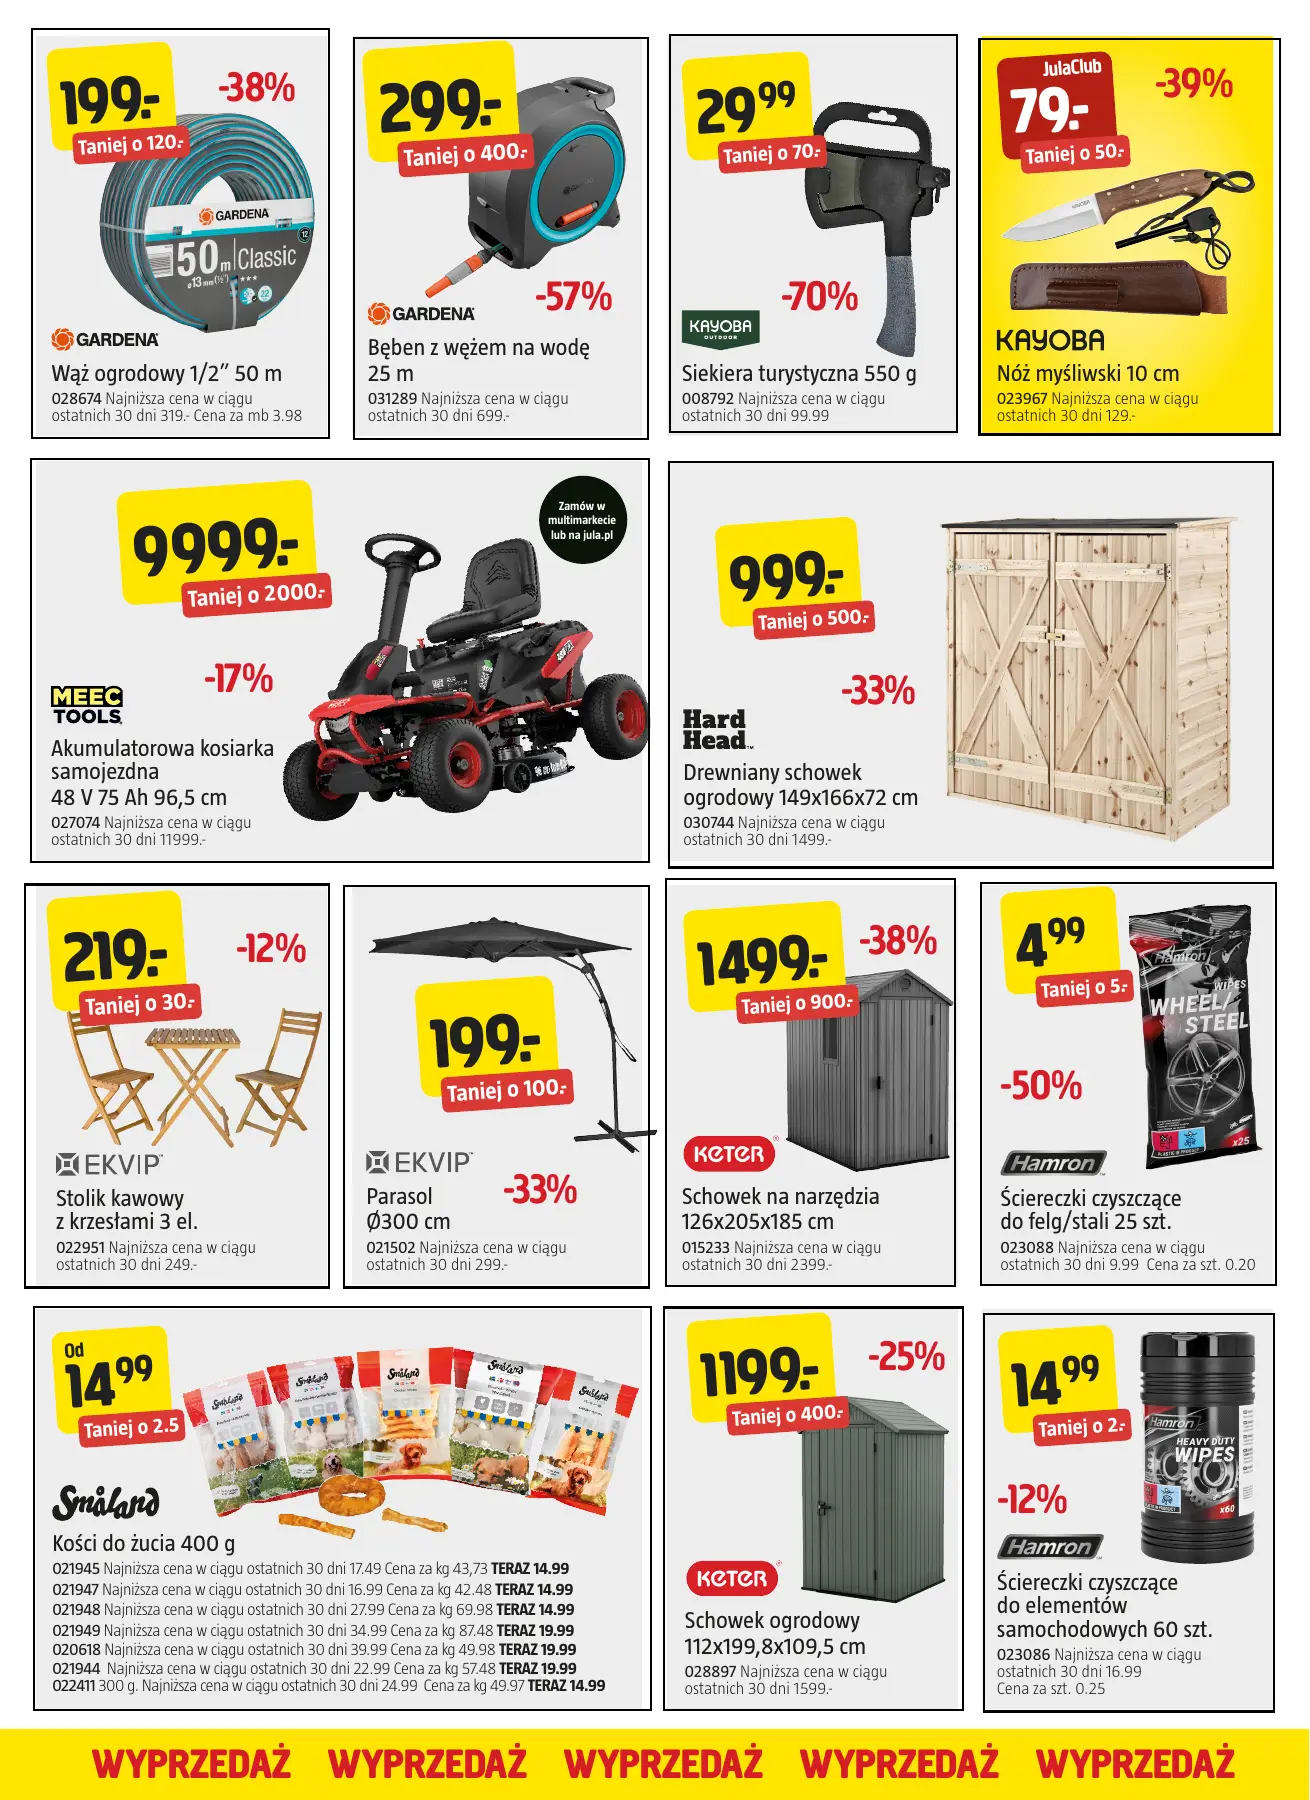 199.-
Taniej o 120.-
-38%
GARDENA
50 m Classic
ø 13 mm (½") ★★★
12
22
GARDENA
Wąż ogrodowy 1/2” 50 m
028674 Najniższa cena w ciągu
ostatnich 30 dni 319.- Cena za mb 3.98
299.-
Taniej o 400.-
-57%
GARDENA
Bęben z wężem na wodę
25 m
031289 Najniższa cena w ciągu
ostatnich 30 dni 699.-
29 99
Taniej o 70.-
-70%
KAYOBA
OUTDOOR
Siekiera turystyczna 550 g
008792 Najniższa cena w ciągu
ostatnich 30 dni 99.99
JulaClub
79.-
Taniej o 50.-
-39%
KAYOBA
KAYOBA
Nóż myśliwski 10 cm
023967 Najniższa cena w ciągu
ostatnich 30 dni 129.-
9999.-
Taniej o 2000.-
Zamów w
multimarkecie
lub na jula.pl
-17%
MEEC
TOOLS
Akumulatorowa kosiarka
samojezdna
48 V 75 Ah 96,5 cm
027074 Najniższa cena w ciągu
ostatnich 30 dni 11999.-
999.-
Taniej o 500.-
-33%
Hard
Head™
Drewniany schowek
ogrodowy 149x166x72 cm
030744 Najniższa cena w ciągu
ostatnich 30 dni 1499.-
219.-
Taniej o 30.-
-12%
EKVIP™
Stolik kawowy
z krzesłami 3 el.
022951 Najniższa cena w ciągu
ostatnich 30 dni 249.-
199.-
Taniej o 100.-
EKVIP™
-33%
Parasol
Ø300 cm
021502 Najniższa cena w ciągu
ostatnich 30 dni 299.-
1499.-
Taniej o 900.-
-38%
KETER®
Schowek na narzędzia
126x205x185 cm
015233 Najniższa cena w ciągu
ostatnich 30 dni 2399.-
4 99
Taniej o 5.-
-50%
Hamron
WIPES
WHEEL/
STEEL
PLASTIC IN PRODUCT
x25
Hamron
Ściereczki czyszczące
do felg/stali 25 szt.
023088 Najniższa cena w ciągu
ostatnich 30 dni 9.99 Cena za szt. 0.20
Od
14 99
Taniej o 2.5
Småland
Småland
Småland
Småland
Småland
Småland
Kości do żucia 400 g
021945 Najniższa cena w ciągu ostatnich 30 dni 17.49 Cena za kg 43,73 TERAZ 14.99
021947 Najniższa cena w ciągu ostatnich 30 dni 16.99 Cena za kg 42.48 TERAZ 14.99
021948 Najniższa cena w ciągu ostatnich 30 dni 27.99 Cena za kg 69.98 TERAZ 14.99
021949 Najniższa cena w ciągu ostatnich 30 dni 34.99 Cena za kg 87.48 TERAZ 19.99
020618 Najniższa cena w ciągu ostatnich 30 dni 39.99 Cena za kg 49.98 TERAZ 19.99
021944 Najniższa cena w ciągu ostatnich 30 dni 22.99 Cena za kg 57.48 TERAZ 19.99
022411 300 g. Najniższa cena w ciągu ostatnich 30 dni 24.99 Cena za kg 49.97 TERAZ 14.99
1199.-
Taniej o 400.-
-25%
KETER®
Schowek ogrodowy
112x199,8x109,5 cm
028897 Najniższa cena w ciągu
ostatnich 30 dni 1599.-
14 99
Taniej o 2.-
-12%
Hamron
HEAVY DUTY
WIPES
x60
Hamron
Ściereczki czyszczące
do elementów
samochodowych 60 szt.
023086 Najniższa cena w ciągu
ostatnich 30 dni 16.99
Cena za szt. 0.25
WYPRZEDAŻ WYPRZEDAŻ WYPRZEDAŻ WYPRZEDAŻ WYPRZEDAŻ